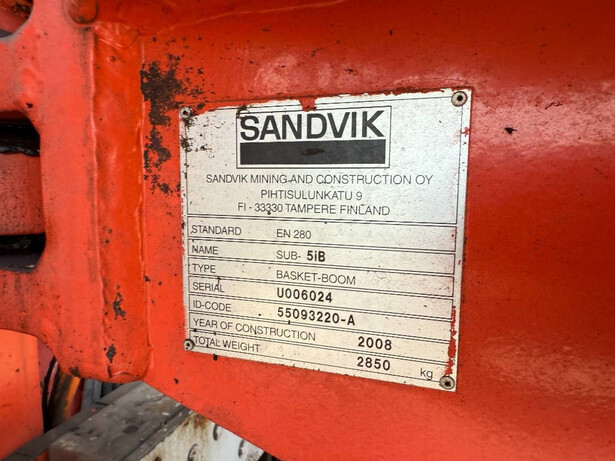 SANDVIK
SANDVIK MINING AND CONSTRUCTION OY
PIHTISULUNKATU 9
FI - 33330 TAMPERE FINLAND
STANDARD EN 280
NAME SUB- 5iB
TYPE BASKET-BOOM
SERIAL U006024
ID-CODE 55093220-A
YEAR OF CONSTRUCTION 2008
TOTAL WEIGHT 2850 kg